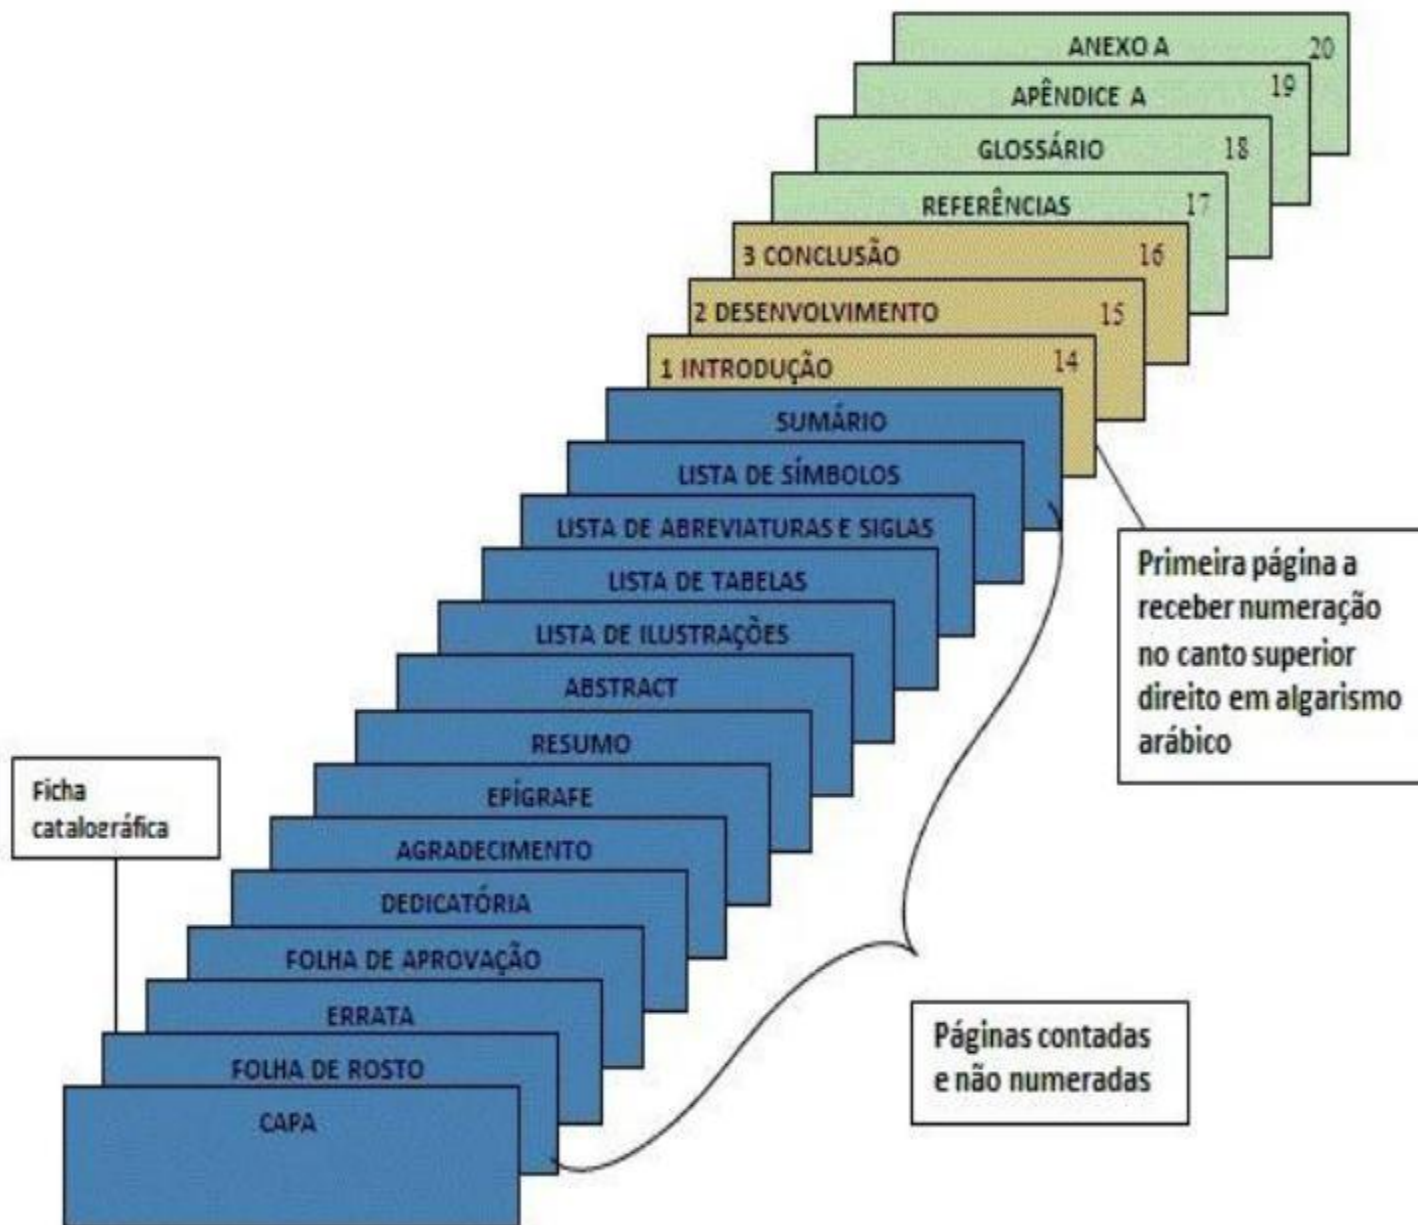 ANEXO A 20
APÊNDICE A 19
GLOSSÁRIO 18
REFERÊNCIAS 17
3 CONCLUSÃO 16
2 DESENVOLVIMENTO 15
1 INTRODUÇÃO 14
SUMÁRIO
LISTA DE SÍMBOLOS
LISTA DE ABREVIATURAS E SIGLAS
LISTA DE TABELAS
LISTA DE ILUSTRAÇÕES
ABSTRACT
RESUMO
EPÍGRAFE
AGRADECIMENTO
DEDICATÓRIA
FOLHA DE APROVAÇÃO
ERRATA
FOLHA DE ROSTO
CAPA
Primeira página a
receber numeração
no canto superior
direito em algarismo
arábico
Ficha
catalográfica
Páginas contadas
e não numeradas